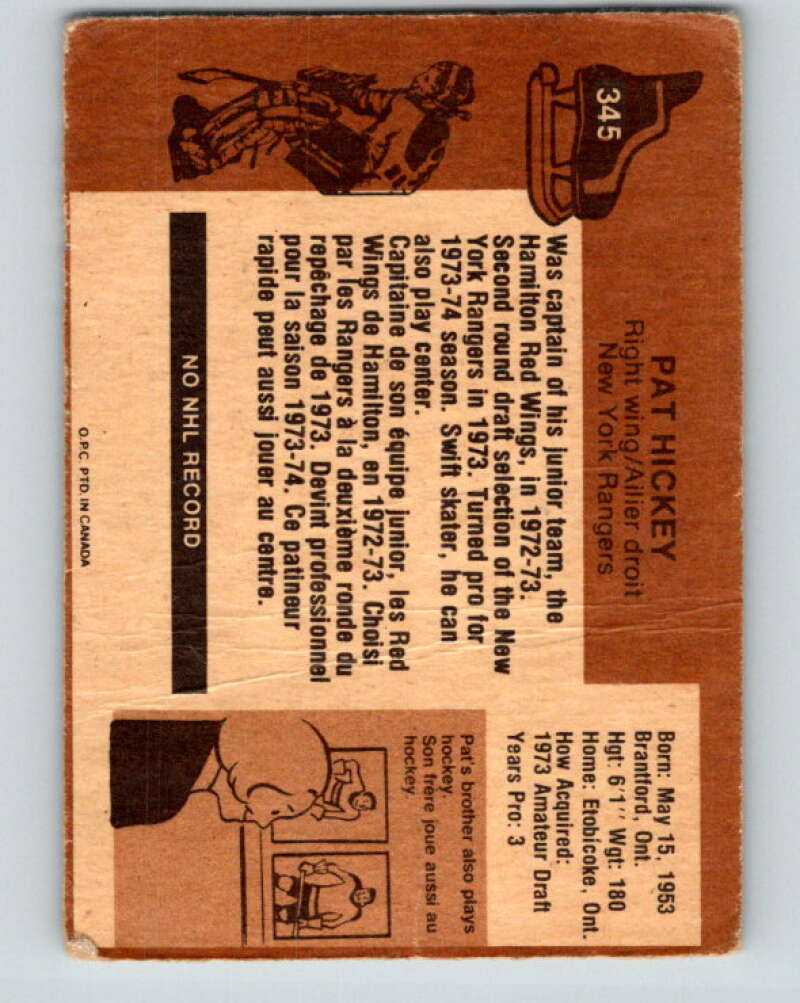 345
PAT HICKEY
Right wing/Ailier droit
New York Rangers
Born: May 15, 1953
Brantford, Ont.
Hgt: 6'1'' Wgt: 180
Home: Etobicoke, Ont.
How Acquired:
1973 Amateur Draft
Years Pro: 3
Was captain of his junior team, the
Hamilton Red Wings, in 1972-73.
Second round draft selection of the New
York Rangers in 1973. Turned pro for
1973-74 season. Swift skater, he can
also play center.
Capitaine de son équipe junior, les Red
Wings de Hamilton, en 1972-73. Choisi
par les Rangers à la deuxième ronde du
repêchage de 1973. Devint professionnel
pour la saison 1973-74. Ce patineur
rapide peut aussi jouer au centre.
Pat's brother also plays
hockey.
Son frère joue aussi au
hockey.
NO NHL RECORD
O.P.C. PTD. IN CANADA